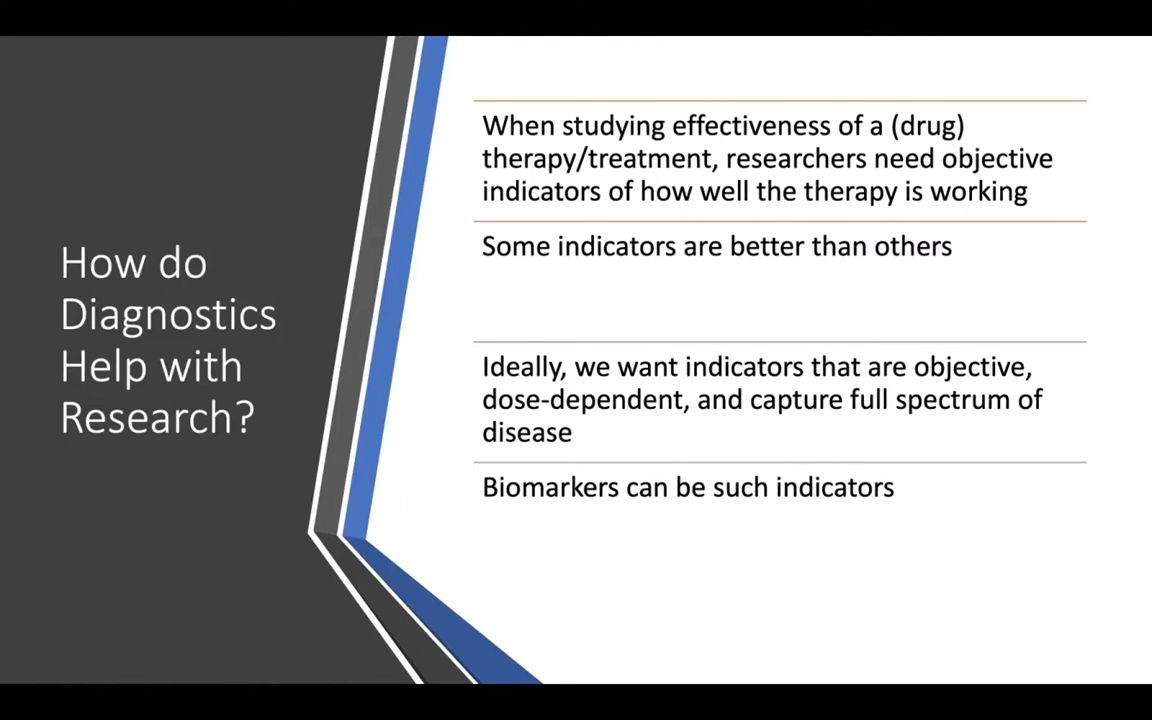 How do
Diagnostics
Help with
Research?
When studying effectiveness of a (drug)
therapy/treatment, researchers need objective
indicators of how well the therapy is working
Some indicators are better than others
Ideally, we want indicators that are objective,
dose-dependent, and capture full spectrum of
disease
Biomarkers can be such indicators